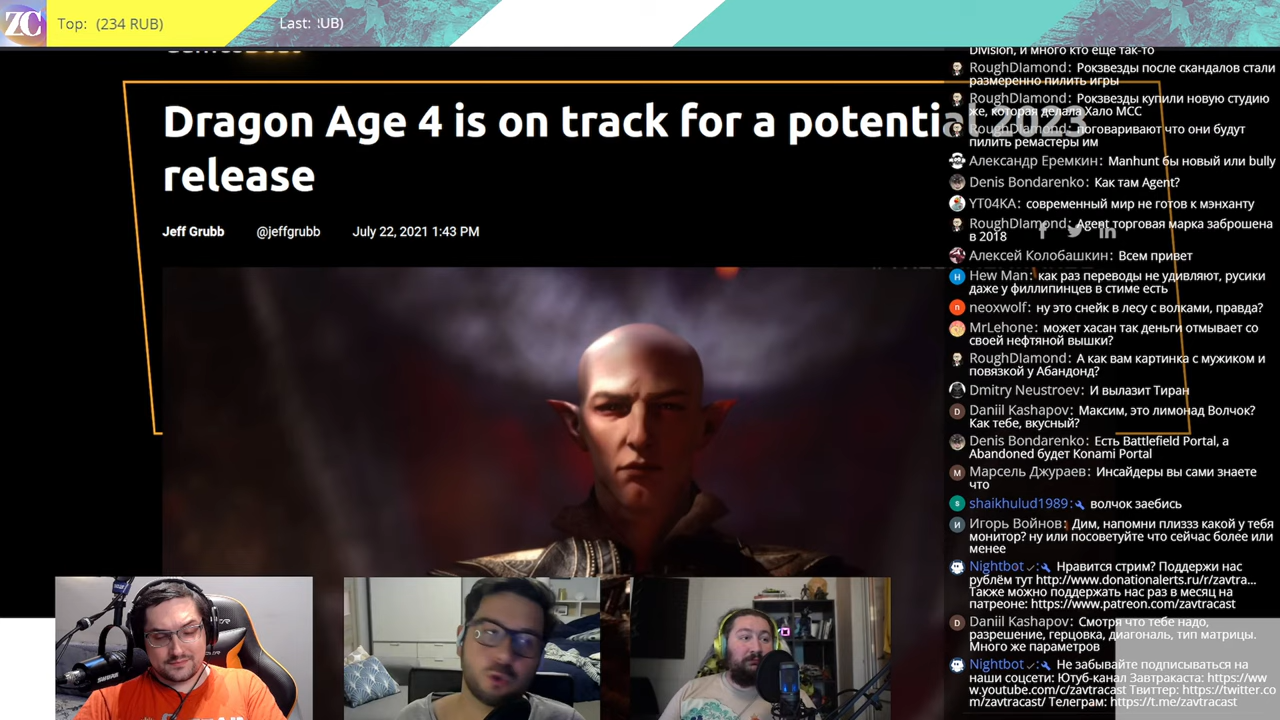 ZC
Top: (234 RUB)
Last: :UB)
Dragon Age 4 is on track for a potential 2023
release
Jeff Grubb
@jeffgrubb
July 22, 2021 1:43 PM
Division, и много кто еще так-то
RoughDIamond: Рокзвезды после скандалов стали
размеренно пилить игры
RoughDIamond: Рокзвезды купили новую студию
же, которая делала Хало МСС
RoughDIamond: поговаривают что они будут
пилить ремастеры им
Александр Еремкин: Manhunt бы новый или bully
Denis Bondarenko: Как там Agent?
YT04KA: современный мир не готов к мэнханту
RoughDIamond: Agent торговая марка заброшена
в 2018
Алексей Колобашкин: Всем привет
Hew Man: как раз переводы не удивляют, русики
даже у филлипинцев в стиме есть
neoxwolf: ну это снейк в лесу с волками, правда?
MrLehone: может хасан так деньги отмывает со
своей нефтяной вышки?
RoughDIamond: А как вам картинка с мужиком и
повязкой у Абандонд?
Dmitry Neustroev: И вылазит Тиран
Daniil Kashapov: Максим, это лимонад Волчок?
Как тебе, вкусный?
Denis Bondarenko: Есть Battlefield Portal, а
Abandoned будет Konami Portal
Марсель Джураев: Инсайдеры вы сами знаете
что
shaikhulud1989: волчок заебись
Игорь Войнов: Дим, напомни плиззз какой у тебя
монитор? ну или посоветуйте что сейчас более или
менее
Nightbot: Нравится стрим? Поддержи нас
рублём тут http://www.donationalerts.ru/r/zavtra...
Также можно поддержать нас раз в месяц на
патреоне: https://www.patreon.com/zavtracast
Daniil Kashapov: Смотря что тебе надо,
разрешение, герцовка, диагональ, тип матрицы.
Много же параметров
Nightbot: Не забывайте подписываться на
наши соцсети: Ютуб-канал Завтракаста: https://ww
w.youtube.com/c/zavtracast Твиттер: https://twitter.co
m/zavtracast/ Телеграм: https://t.me/zavtracast